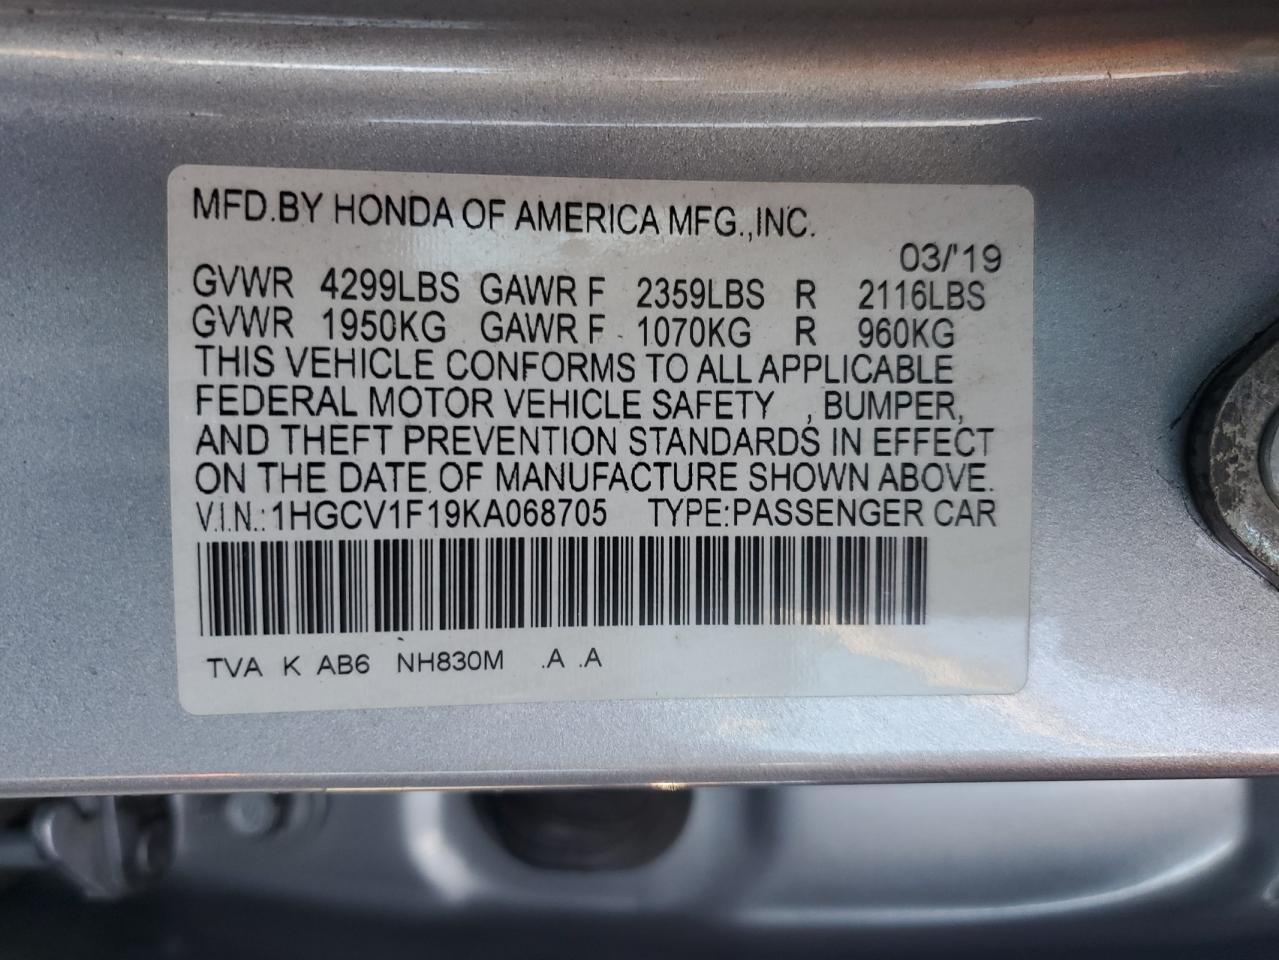 MFD.BY HONDA OF AMERICA MFG.,INC.
03/'19
GVWR 4299LBS GAWR F 2359LBS R 2116LBS
GVWR 1950KG GAWR F 1070KG R 960KG
THIS VEHICLE CONFORMS TO ALL APPLICABLE
FEDERAL MOTOR VEHICLE SAFETY , BUMPER,
AND THEFT PREVENTION STANDARDS IN EFFECT
ON THE DATE OF MANUFACTURE SHOWN ABOVE.
V.I.N.:1HGCV1F19KA068705 TYPE:PASSENGER CAR
TVA K AB6 NH830M .A .A